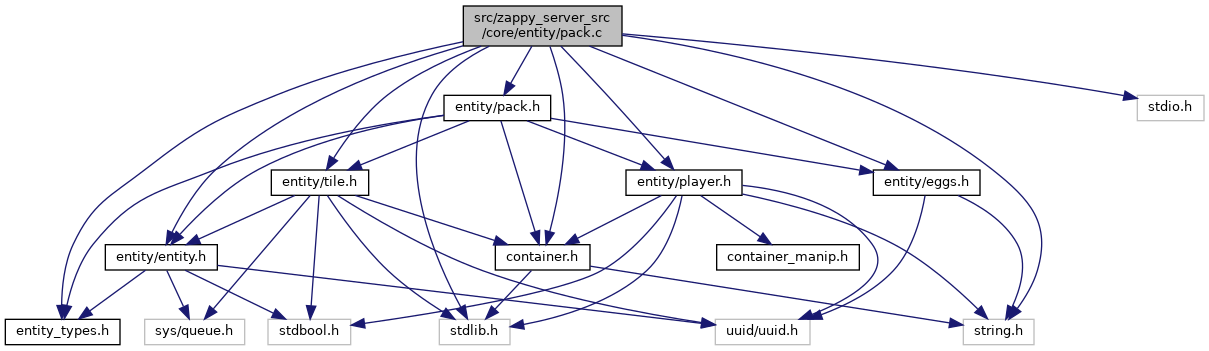 src/zappy_server_src
/core/entity/pack.c
entity/pack.h
stdio.h
entity/tile.h
entity/player.h
entity/eggs.h
entity/entity.h
container.h
container_manip.h
entity_types.h
sys/queue.h
stdbool.h
stdlib.h
uuid/uuid.h
string.h